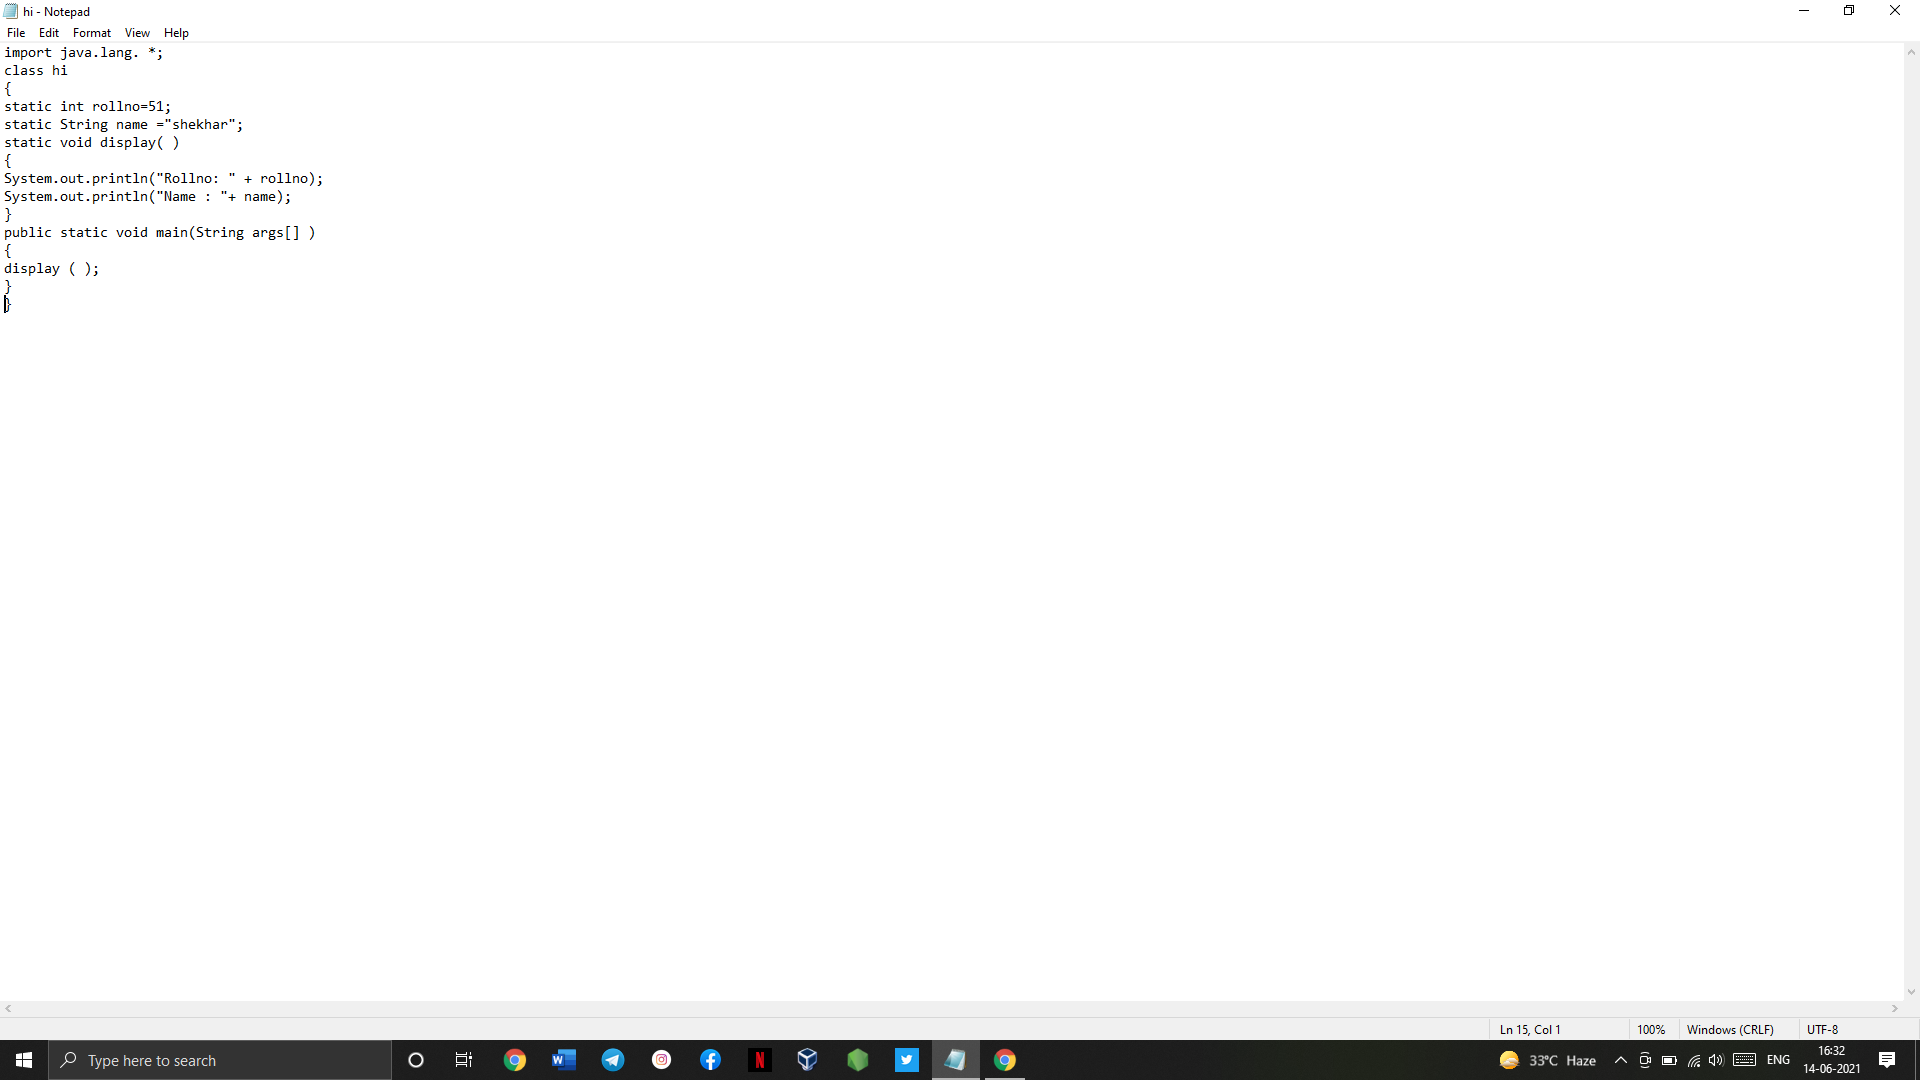 hi - Notepad
File Edit Format View Help
import java.lang. *;
class hi
{
static int rollno=51;
static String name ="shekhar";
static void display( )
{
System.out.println("Rollno: " + rollno);
System.out.println("Name : "+ name);
}
public static void main(String args[] )
{
display ( );
}
}
Ln 15, Col 1 100% Windows (CRLF) UTF-8
Type here to search
33°C Haze
ENG
16:32
14-06-2021